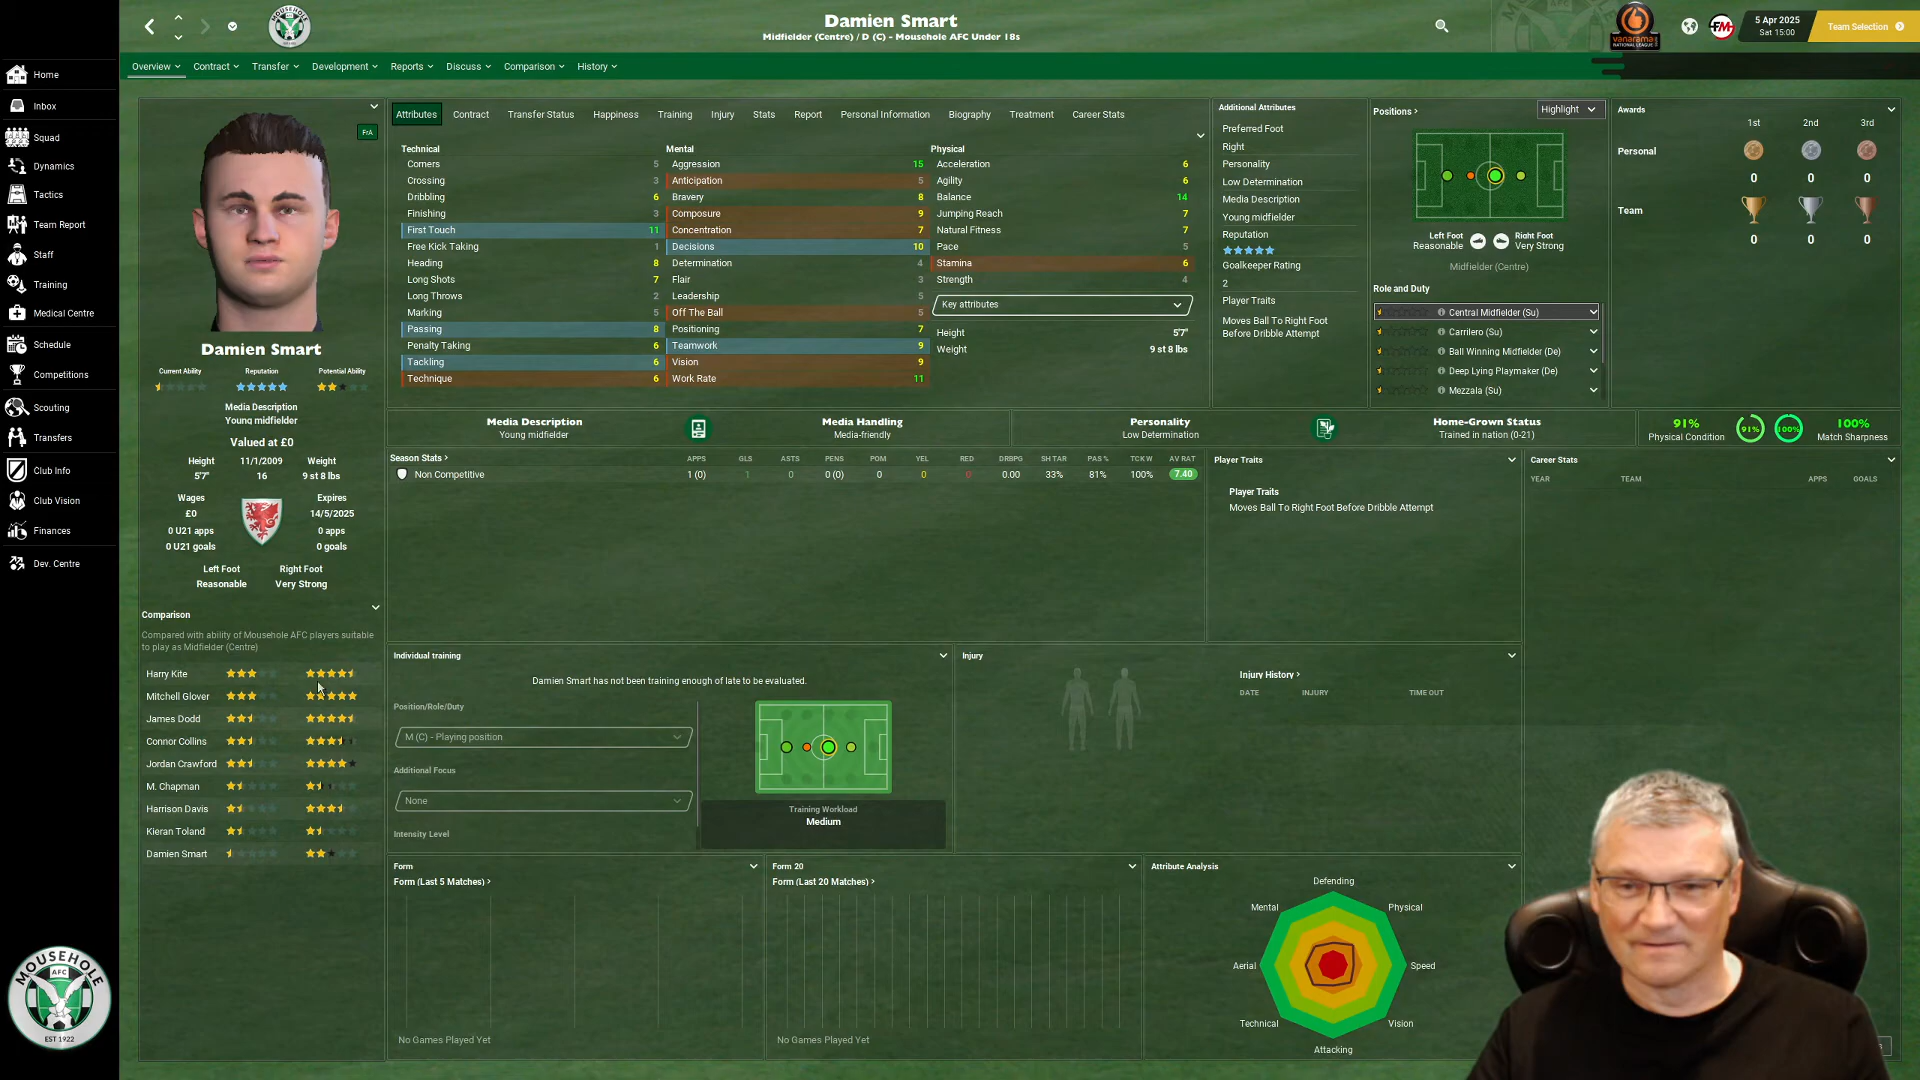 Damien Smart
Midfielder (Centre) / D (C) - Mousehole AFC Under 18s
5 Apr 2025
Sat 15:00
Team Selection
vanarama
NATIONAL LEAGUE
FM
Home
Inbox
Squad
Dynamics
Tactics
Team Report
Staff
Training
Medical Centre
Schedule
Competitions
Scouting
Transfers
Club Info
Club Vision
Finances
Dev. Centre
MOUSEHOLE
AFC
EST 1922
Overview Contract Transfer Development Reports Discuss Comparison History
FrA
Damien Smart
Current Ability Reputation Potential Ability
Media Description
Young midfielder
Valued at £0
Height 11/1/2009 Weight
5'7" 16 9 st 8 lbs
Wages Expires
£0 14/5/2025
0 U21 apps 0 apps
0 U21 goals 0 goals
Left Foot Right Foot
Reasonable Very Strong
Comparison
Compared with ability of Mousehole AFC players suitable
to play as Midfielder (Centre)
Harry Kite
Mitchell Glover
James Dodd
Connor Collins
Jordan Crawford
M. Chapman
Harrison Davis
Kieran Toland
Damien Smart
Attributes Contract Transfer Status Happiness Training Injury Stats Report Personal Information Biography Treatment Career Stats
Technical
Corners 5
Crossing 3
Dribbling 6
Finishing 3
First Touch 11
Free Kick Taking 1
Heading 8
Long Shots 7
Long Throws 2
Marking 5
Passing 8
Penalty Taking 6
Tackling 6
Technique 6
Mental
Aggression 15
Anticipation 5
Bravery 8
Composure 9
Concentration 7
Decisions 10
Determination 4
Flair 3
Leadership 5
Off The Ball 5
Positioning 7
Teamwork 9
Vision 9
Work Rate 11
Physical
Acceleration 6
Agility 6
Balance 14
Jumping Reach 7
Natural Fitness 7
Pace 5
Stamina 6
Strength 4
Key attributes
Height 5'7"
Weight 9 st 8 lbs
Additional Attributes
Preferred Foot
Right
Personality
Low Determination
Media Description
Young midfielder
Reputation
Goalkeeper Rating
2
Player Traits
Moves Ball To Right Foot
Before Dribble Attempt
Positions >
Highlight
Left Foot Right Foot
Reasonable Very Strong
Midfielder (Centre)
Role and Duty
Central Midfielder (Su)
Carrilero (Su)
Ball Winning Midfielder (De)
Deep Lying Playmaker (De)
Mezzala (Su)
Awards
1st 2nd 3rd
Personal
0 0 0
Team
0 0 0
Media Description
Young midfielder
Media Handling
Media-friendly
Personality
Low Determination
Home-Grown Status
Trained in nation (0-21)
91%
Physical Condition
91%
100%
100%
Match Sharpness
Season Stats > APPS GLS ASTS PENS POM YEL RED DRBPG SH TAR PAS % TCK W AV RAT
Non Competitive 1 (0) 1 0 0 (0) 0 0 0 0.00 33% 81% 100% 7.40
Player Traits
Player Traits
Moves Ball To Right Foot Before Dribble Attempt
Career Stats
YEAR TEAM APPS GOALS
Individual training
Damien Smart has not been training enough of late to be evaluated.
Position/Role/Duty
M (C) - Playing position
Additional Focus
None
Intensity Level
Training Workload
Medium
Injury
Injury History >
DATE INJURY TIME OUT
Form
Form (Last 5 Matches) >
No Games Played Yet
Form 20
Form (Last 20 Matches) >
No Games Played Yet
Attribute Analysis
Defending
Mental Physical
Aerial Speed
Technical Vision
Attacking